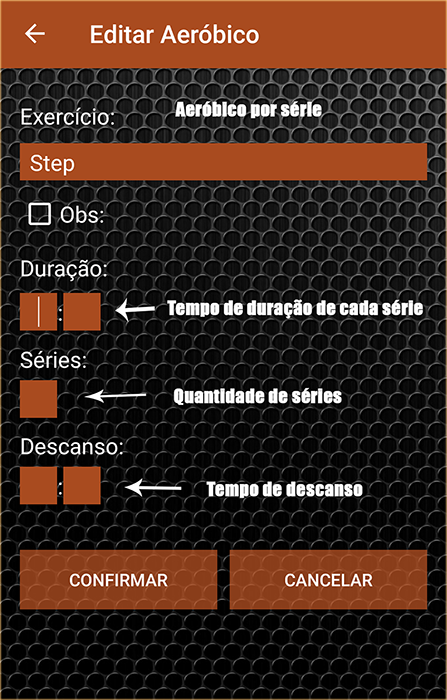 Editar Aeróbico
Exercício:
Aeróbico por série
Step
Obs:
Duração:
:
Tempo de duração de cada série
Séries:
Quantidade de séries
Descanso:
:
Tempo de descanso
CONFIRMAR
CANCELAR